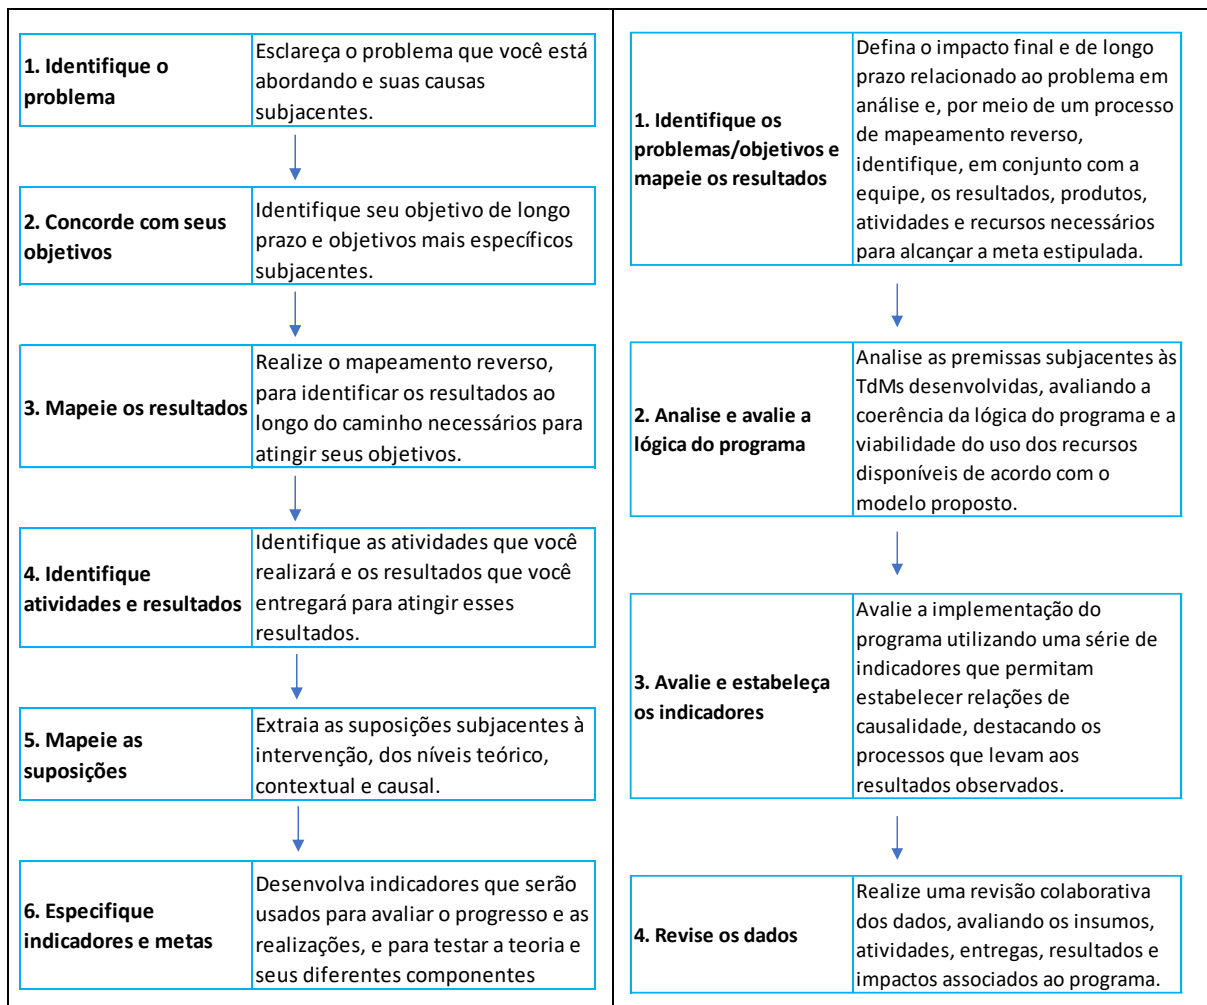 1. Identifique o
problema
Esclareça o problema que você está
abordando e suas causas
subjacentes.
2. Concorde com seus
objetivos
Identifique seu objetivo de longo
prazo e objetivos mais específicos
subjacentes.
3. Mapeie os resultados
Realize o mapeamento reverso,
para identificar os resultados ao
longo do caminho necessários para
atingir seus objetivos.
4. Identifique
atividades e resultados
Identifique as atividades que você
realizará e os resultados que você
entregará para atingir esses
resultados.
5. Mapeie as
suposições
Extraia as suposições subjacentes à
intervenção, dos níveis teórico,
contextual e causal.
6. Especifique
indicadores e metas
Desenvolva indicadores que serão
usados para avaliar o progresso e as
realizações, e para testar a teoria e
seus diferentes componentes
1. Identifique os
problemas/objetivos e
mapeie os resultados
Defina o impacto final e de longo
prazo relacionado ao problema em
análise e, por meio de um processo
de mapeamento reverso,
identifique, em conjunto com a
equipe, os resultados, produtos,
atividades e recursos necessários
para alcançar a meta estipulada.
2. Analise e avalie a
lógica do programa
Analise as premissas subjacentes às
TdMs desenvolvidas, avaliando a
coerência da lógica do programa e a
viabilidade do uso dos recursos
disponíveis de acordo com o
modelo proposto.
3. Avalie e estabeleça
os indicadores
Avalie a implementação do
programa utilizando uma série de
indicadores que permitam
estabelecer relações de
causalidade, destacando os
processos que levam aos
resultados observados.
4. Revise os dados
Realize uma revisão colaborativa
dos dados, avaliando os insumos,
atividades, entregas, resultados e
impactos associados ao programa.